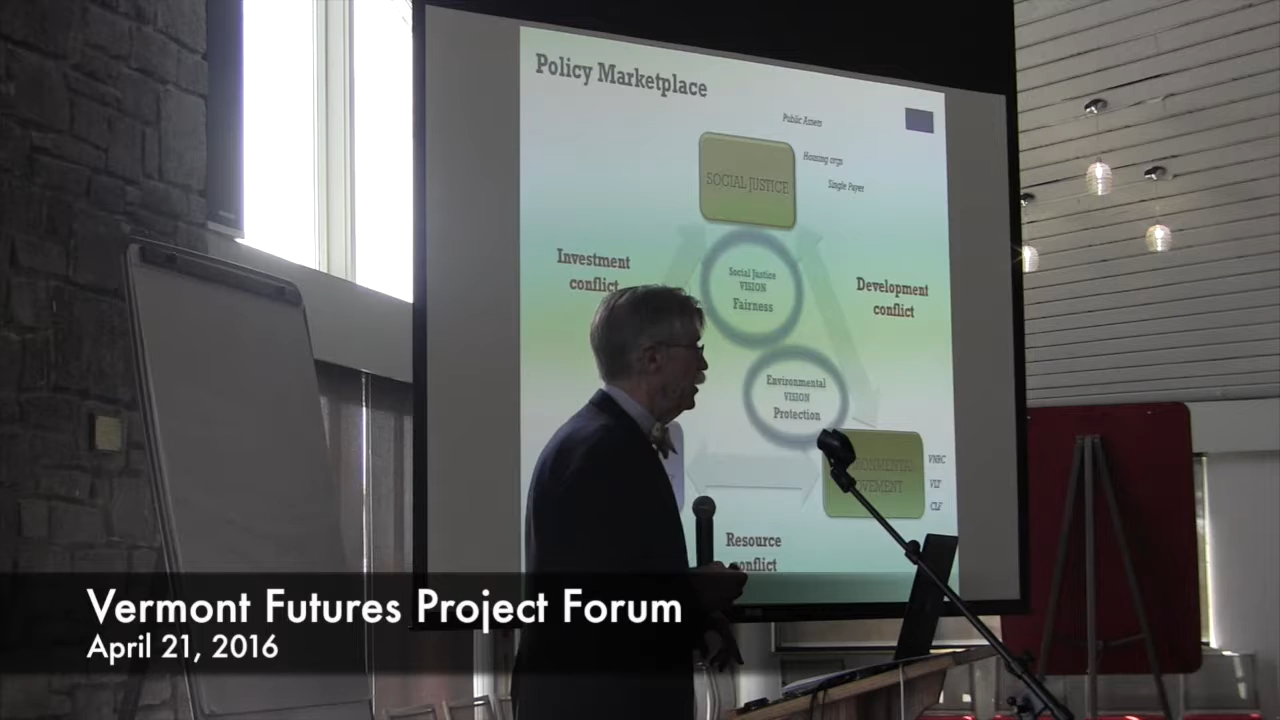 Policy Marketplace
Public Assets
Housing orgs
Single Payer
SOCIAL JUSTICE
Investment
conflict
Social Justice
VISION
Fairness
Development
conflict
Environmental
VISION
Protection
VNRC
VLT
CLF
Resource
Vermont Futures Project Forum
April 21, 2016